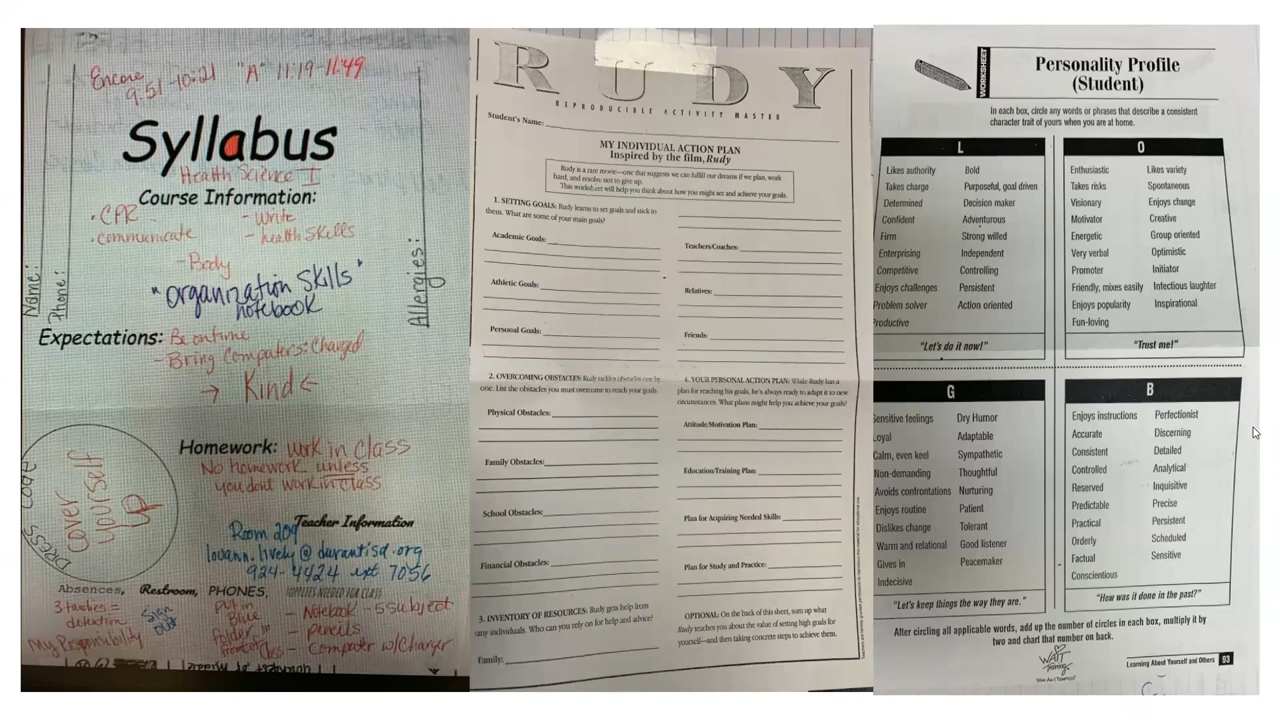 Encore 9:51-10:21 "A" 11:19-11:49
Syllabus
Health Science I
Course Information:
• CPR
- Write
• communicate
- health skills
- Body
"organization skills"
notebook
Name:
Phone:
Allergies:
Expectations: Be on time
- Bring Computers: Charged
→ Kind ←
Homework: work in class
No Homework unless
you dont work in class
DRESS CODE
cover
yourself
up
Teacher Information
Room 209
louann.lively@durantisd.org
924-4424 ext 7056
Absences, Restroom, PHONES, SUPPLIES NEEDED FOR CLASS
3 tardies =
detention
My Responsibility
Sign
out
put in
Blue
folder
- Notebook - 5 subject
- pencils
- Computer w/Charger
RUDY
REPRODUCIBLE ACTIVITY MASTER
Student's Name:
MY INDIVIDUAL ACTION PLAN
Inspired by the film, Rudy
Rudy is a rare movie—one that suggests we can fulfill our dreams if we plan, work
hard, and resolve not to give up.
This worksheet will help you think about how you might set and achieve your goals.
1. SETTING GOALS: Rudy learns to set goals and stick to
them. What are some of your main goals?
Academic Goals:
Athletic Goals:
Personal Goals:
2. OVERCOMING OBSTACLES: Rudy tackles obstacles one by
one. List the obstacles you must overcome to reach your goals.
Physical Obstacles:
Family Obstacles:
School Obstacles:
Financial Obstacles:
3. INVENTORY OF RESOURCES: Rudy gets help from
many individuals. Who can you rely on for help and advice?
Family:
Teachers/Coaches:
Relatives:
Friends:
4. YOUR PERSONAL ACTION PLAN: While Rudy has a
plan for reaching his goals, he's always ready to adapt it to new
circumstances. What plans might help you achieve your goals?
Attitude/Motivation Plan:
Education/Training Plan:
Plan for Acquiring Needed Skills:
Plan for Study and Practice:
OPTIONAL: On the back of this sheet, sum up what
Rudy teaches you about the value of setting high goals for
yourself—and then taking concrete steps to achieve them.
WORKSHEET
Personality Profile
(Student)
In each box, circle any words or phrases that describe a consistent
character trait of yours when you are at home.
L
Likes authority
Bold
Takes charge
Purposeful, goal driven
Determined
Decision maker
Confident
Adventurous
Firm
Strong willed
Enterprising
Independent
Competitive
Controlling
Enjoys challenges
Persistent
Problem solver
Action oriented
Productive
"Let's do it now!"
O
Enthusiastic
Likes variety
Takes risks
Spontaneous
Visionary
Enjoys change
Motivator
Creative
Energetic
Group oriented
Very verbal
Optimistic
Promoter
Initiator
Friendly, mixes easily
Infectious laughter
Enjoys popularity
Inspirational
Fun-loving
"Trust me!"
G
Sensitive feelings
Dry Humor
Loyal
Adaptable
Calm, even keel
Sympathetic
Non-demanding
Thoughtful
Avoids confrontations
Nurturing
Enjoys routine
Patient
Dislikes change
Tolerant
Warm and relational
Good listener
Gives in
Peacemaker
Indecisive
"Let's keep things the way they are."
B
Enjoys instructions
Perfectionist
Accurate
Discerning
Consistent
Detailed
Controlled
Analytical
Reserved
Inquisitive
Predictable
Precise
Practical
Persistent
Orderly
Scheduled
Factual
Sensitive
Conscientious
"How was it done in the past?"
After circling all applicable words, add up the number of circles in each box, multiply it by
two and chart that number on back.
WAIT
Training
WHY AM I TEMPTED?
Learning About Yourself and Others 93